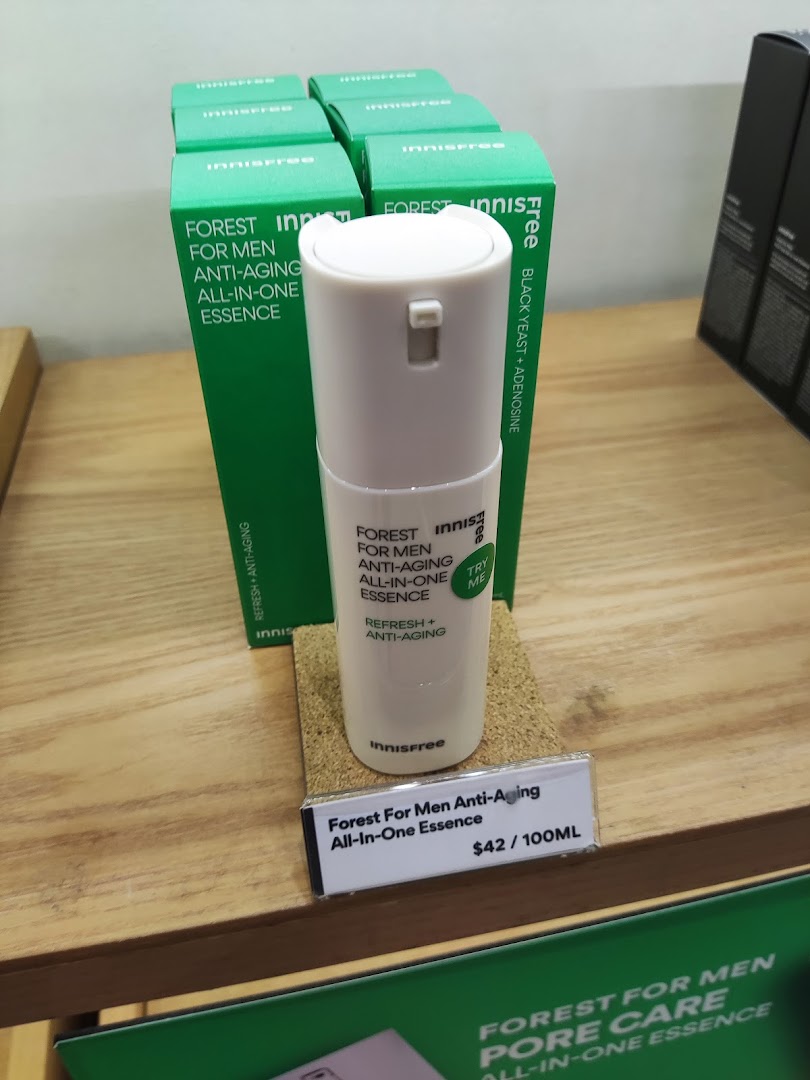 INNISFREE
INNISFREE
INNISFREE
INNISFREE
INNISFREE
INNISFREE
FOREST
FOR MEN
ANTI-AGING
ALL-IN-ONE
ESSENCE
REFRESH + ANTI-AGING
FOREST
INNISFREE
BLACK YEAST + ADENOSINE
FOREST
FOR MEN
ANTI-AGING
ALL-IN-ONE
ESSENCE
INNISFREE
TRY
ME
REFRESH +
ANTI-AGING
INNISFREE
Forest For Men Anti-Aging
All-In-One Essence
$42 / 100ML
FOREST FOR MEN
PORE CARE
ALL-IN-ONE ESSENCE